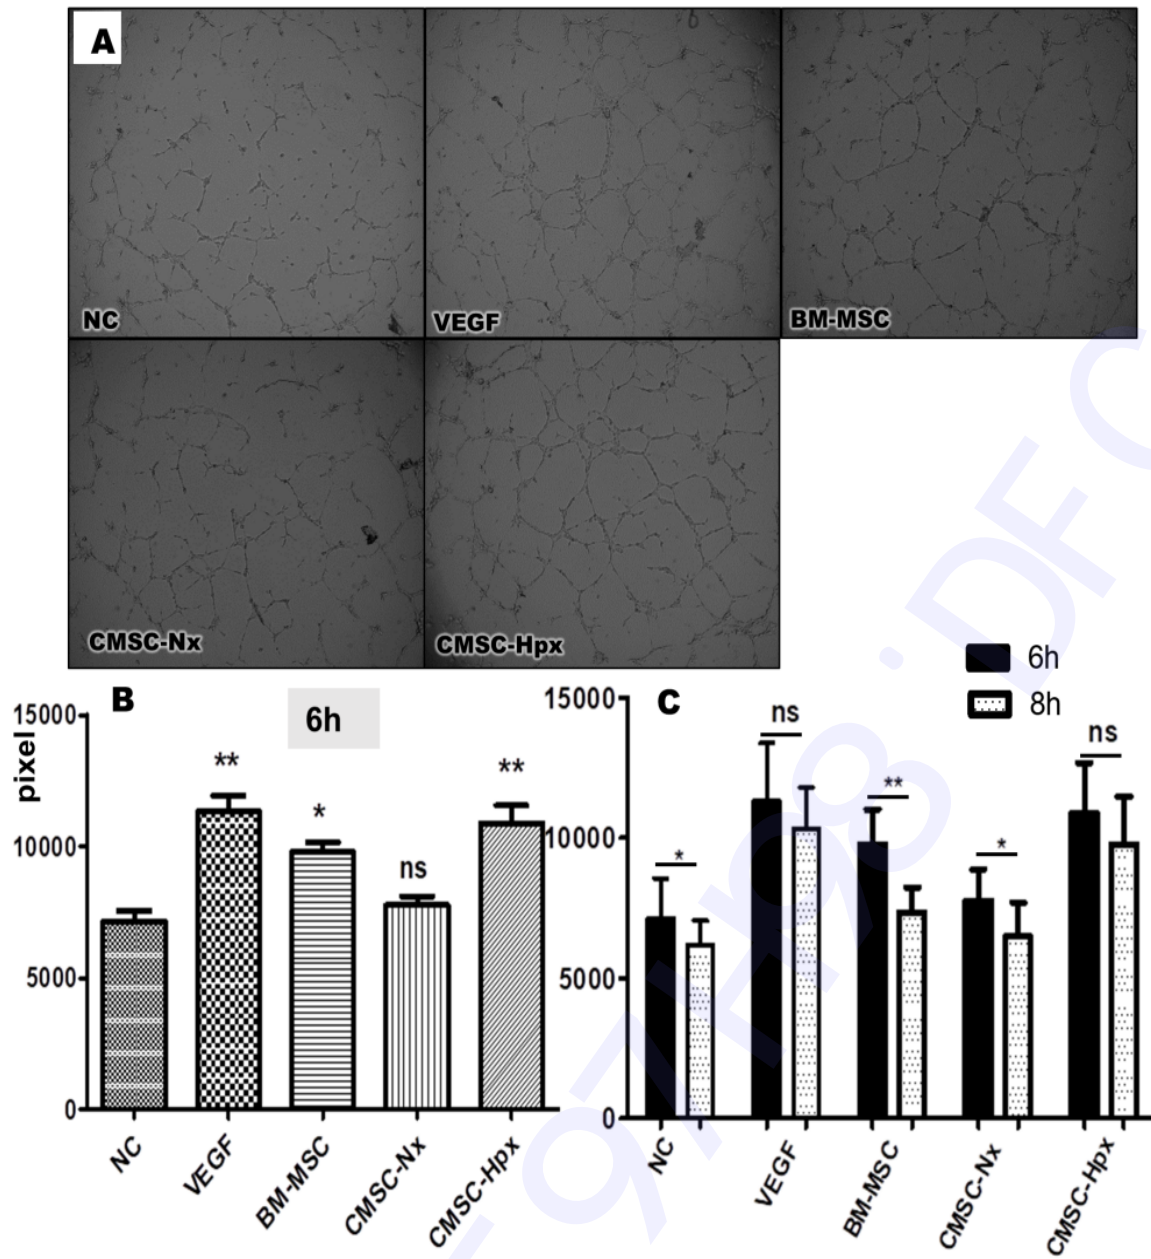 A
NC
VEGF
BM-MSC
CMSC-Nx
CMSC-Hpx
B
6h
pixel
15000
10000
5000
0
**
*
ns
**
NC
VEGF
BM-MSC
CMSC-Nx
CMSC-Hpx
C
6h
8h
15000
10000
5000
0
*
ns
**
*
ns
NC
VEGF
BM-MSC
CMSC-Nx
CMSC-Hpx